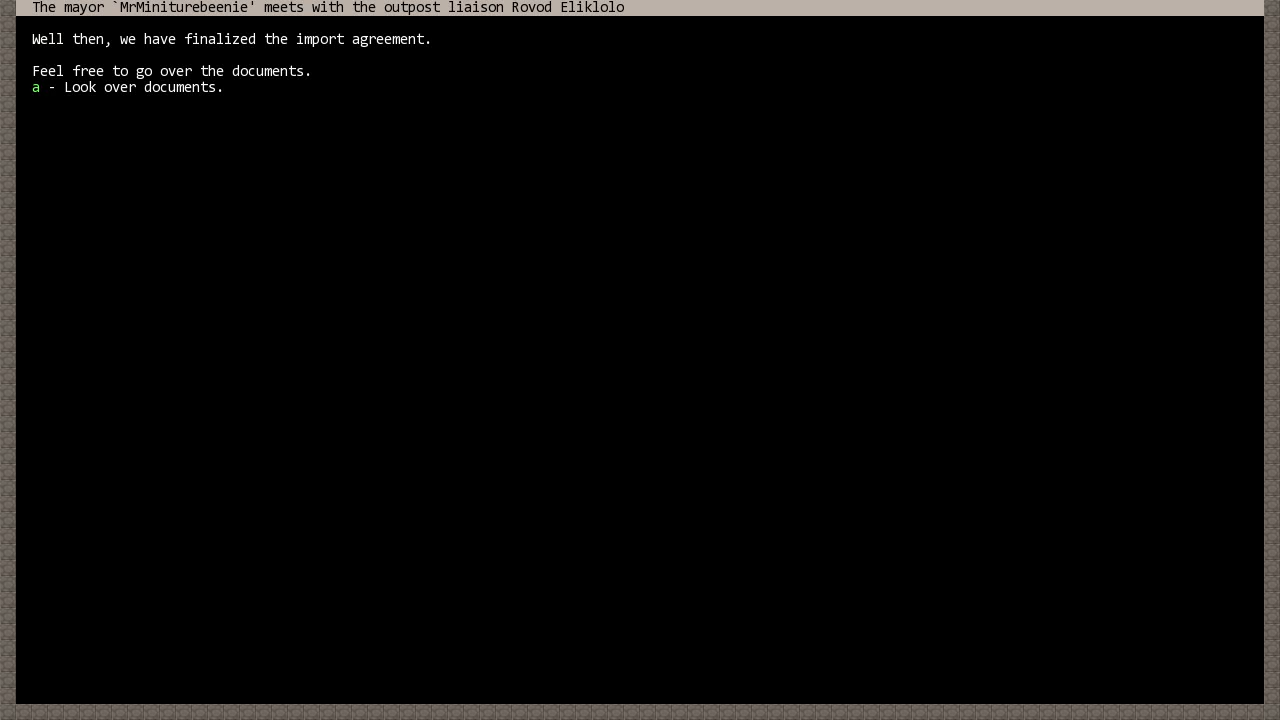 The mayor `MrMiniturebeenie' meets with the outpost liaison Rovod Eliklolo
Well then, we have finalized the import agreement.
Feel free to go over the documents.
a - Look over documents.